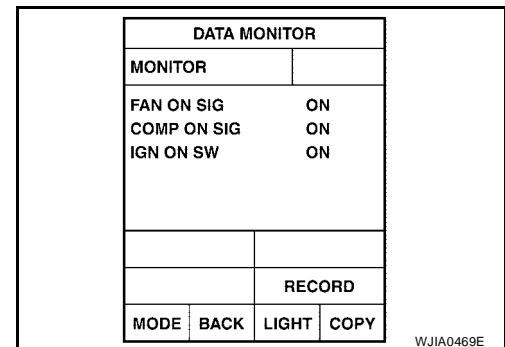 DATA MONITOR
MONITOR
FAN ON SIG ON
COMP ON SIG ON
IGN ON SW ON
RECORD
MODE BACK LIGHT COPY
WJIA0469E